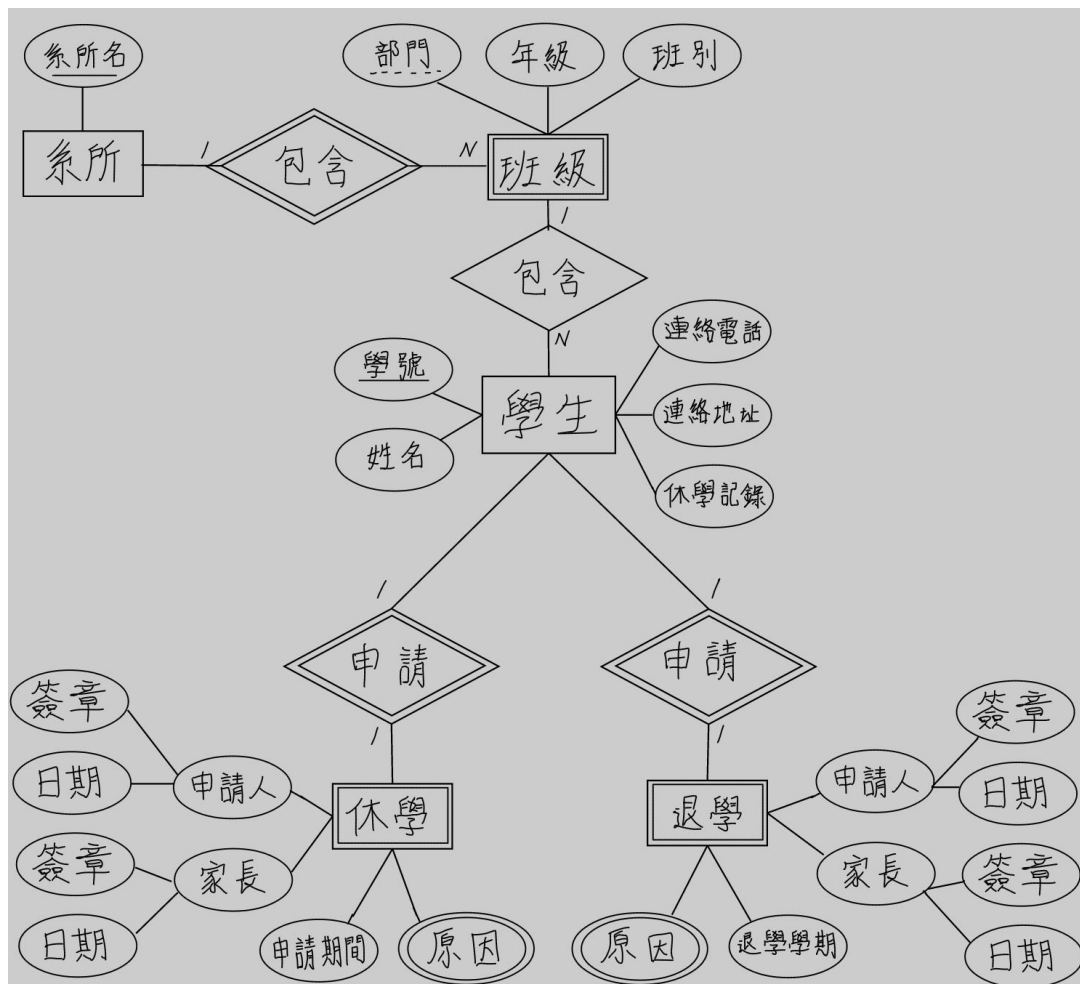 系所名
部門
年級
班別
系所
1
包含
N
班級
1
包含
N
學號
姓名
學生
連絡電話
連絡地址
休學記錄
1
1
申請
申請
1
1
簽章
日期
申請人
簽章
日期
家長
休學
申請期間
原因
退學
申請人
簽章
日期
家長
簽章
日期
原因
退學學期